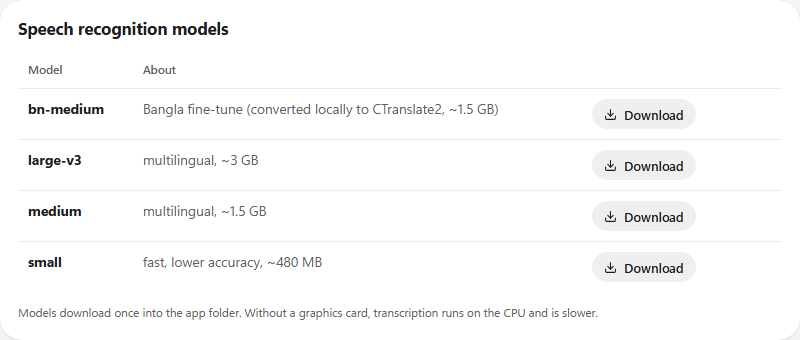 Speech recognition models
Model About
bn-medium Bangla fine-tune (converted locally to CTranslate2, ~1.5 GB) Download
large-v3 multilingual, ~3 GB Download
medium multilingual, ~1.5 GB Download
small fast, lower accuracy, ~480 MB Download
Models download once into the app folder. Without a graphics card, transcription runs on the CPU and is slower.